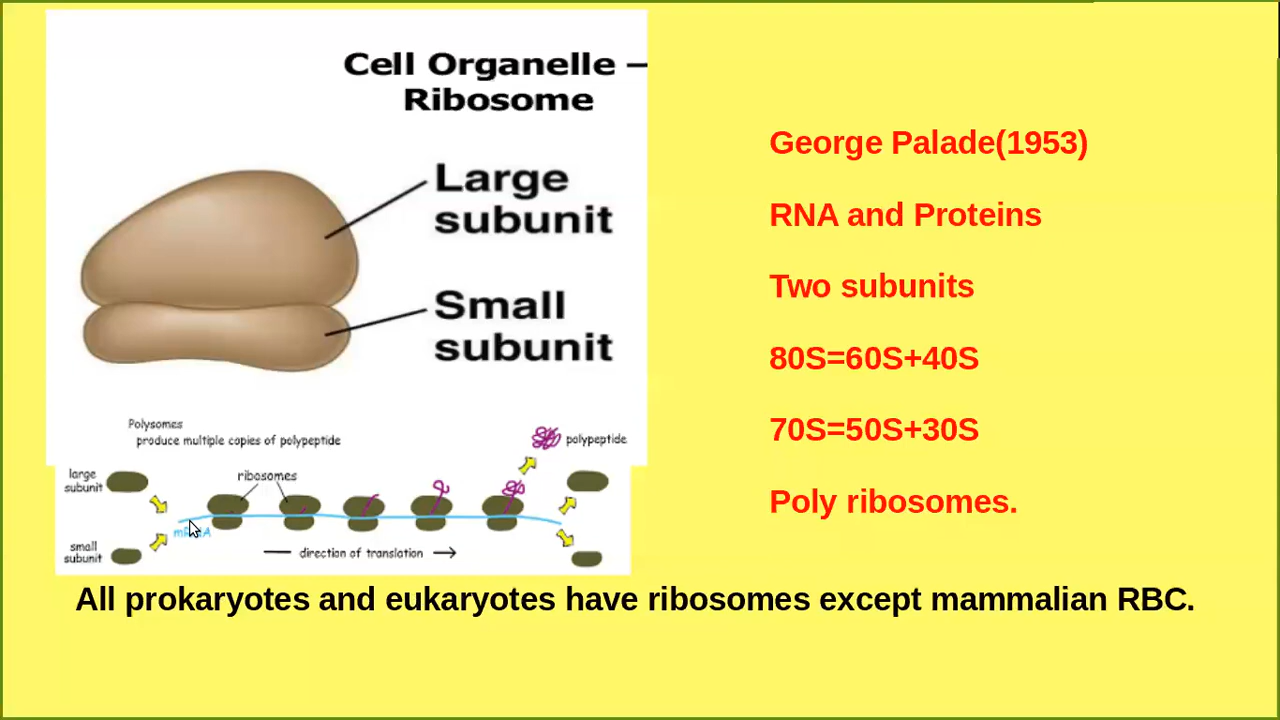 Cell Organelle –
Ribosome
Large
subunit
Small
subunit
Polysomes
produce multiple copies of polypeptide
polypeptide
large
subunit
ribosomes
small
subunit
direction of translation
George Palade(1953)
RNA and Proteins
Two subunits
80S=60S+40S
70S=50S+30S
Poly ribosomes.
All prokaryotes and eukaryotes have ribosomes except mammalian RBC.